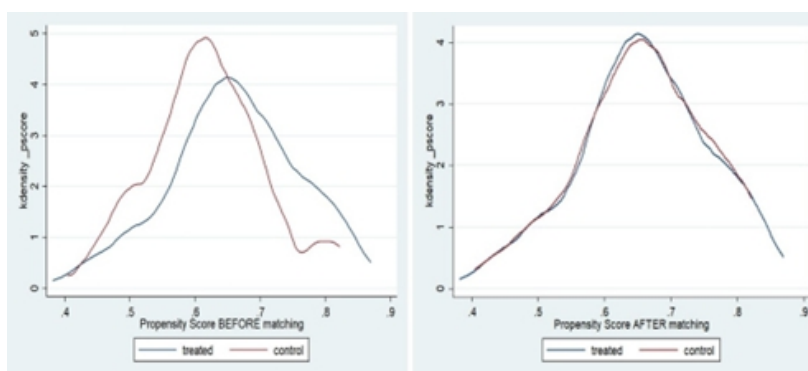 kdensity _pscore
0 1 2 3 4 5
.4 .5 .6 .7 .8 .9
Propensity Score BEFORE matching
treated control
kdensity _pscore
0 1 2 3 4
.4 .5 .6 .7 .8 .9
Propensity Score AFTER matching
treated control